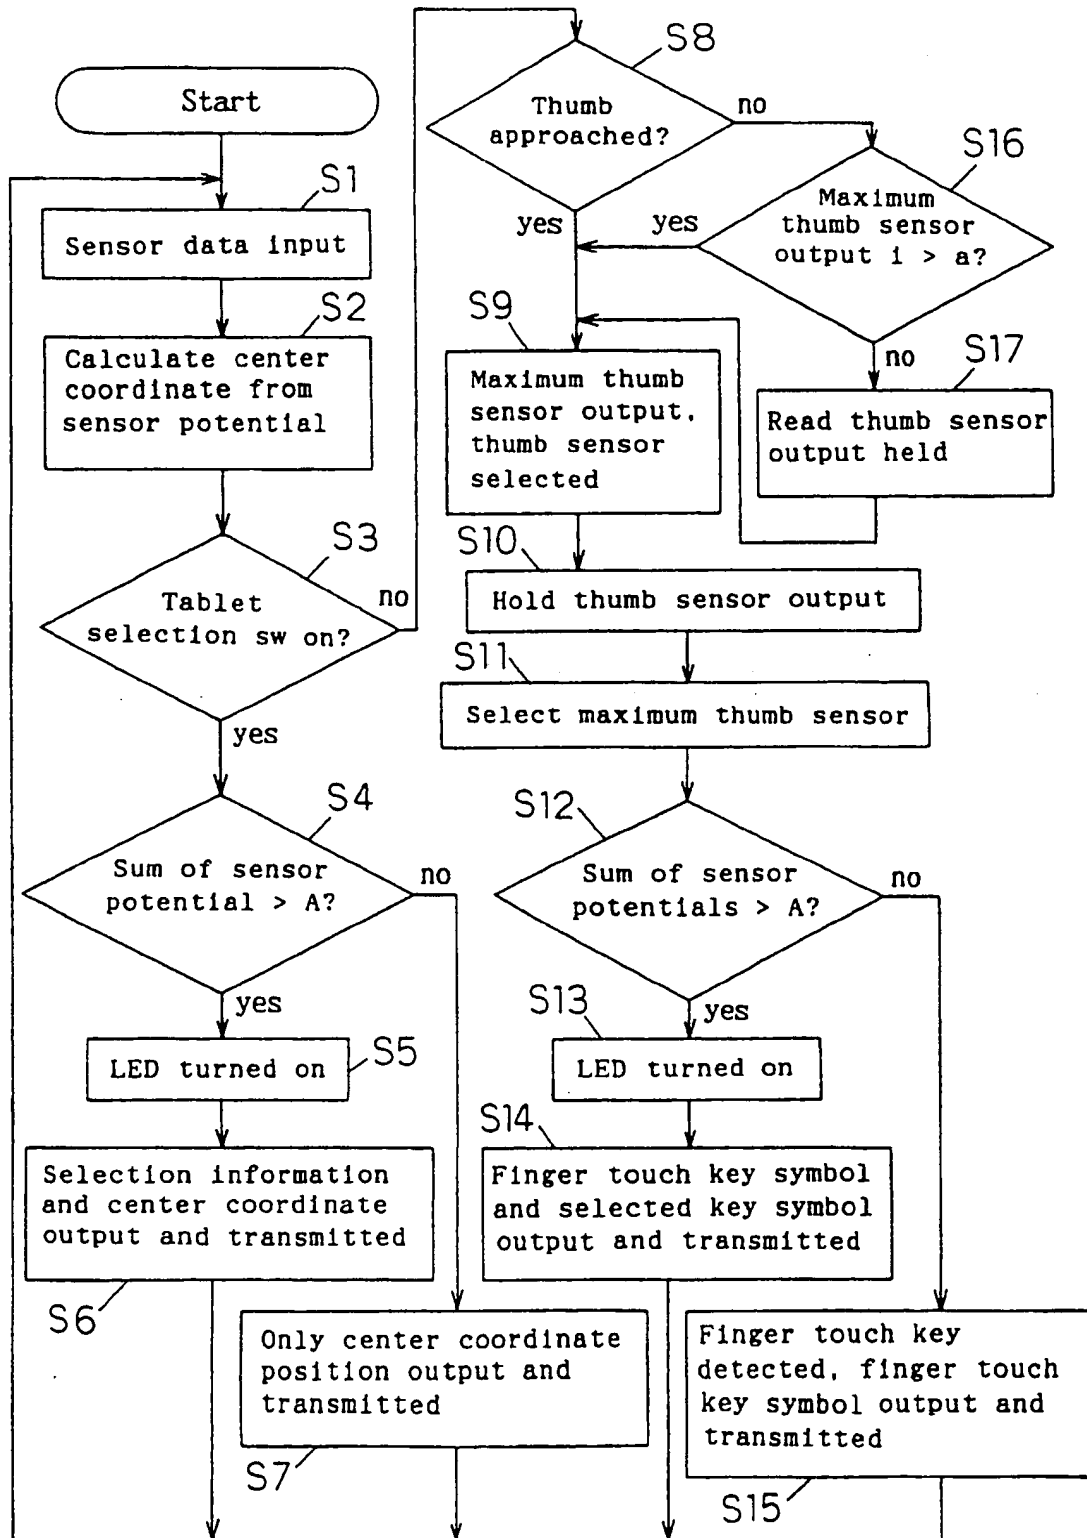 Start
S1
Sensor data input
S2
Calculate center
coordinate from
sensor potential
S3
Tablet
selection sw on?
no
yes
S4
Sum of sensor
potential > A?
no
yes
LED turned on
S5
Selection information
and center coordinate
output and transmitted
S6
Only center coordinate
position output and
transmitted
S7
S8
Thumb
approached?
no
yes
S16
Maximum
thumb sensor
output i > a?
yes
no
S17
Read thumb sensor
output held
S9
Maximum thumb
sensor output,
thumb sensor
selected
S10
Hold thumb sensor output
S11
Select maximum thumb sensor
S12
Sum of sensor
potentials > A?
no
yes
S13
LED turned on
S14
Finger touch key symbol
and selected key symbol
output and transmitted
Finger touch key
detected, finger touch
key symbol output and
transmitted
S15